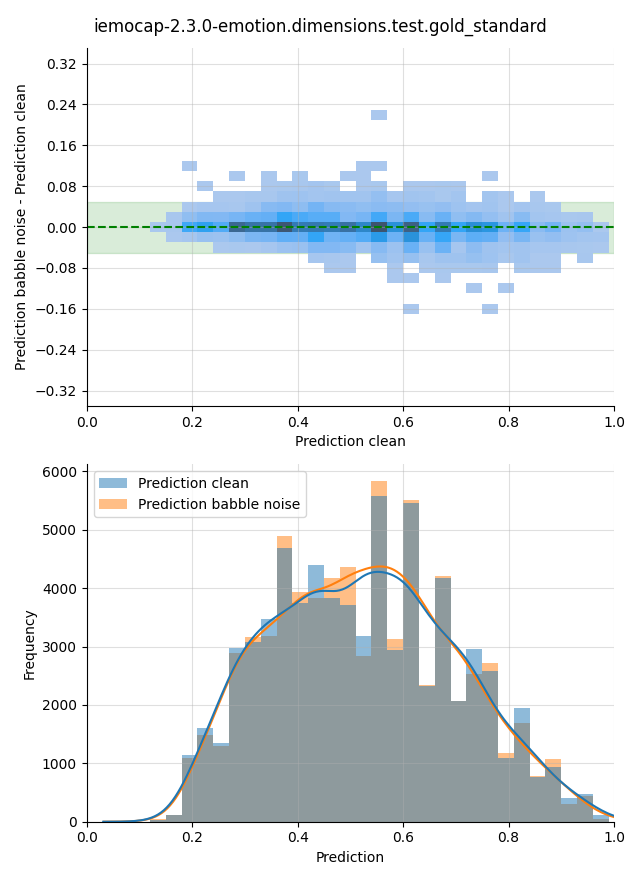 iemocap-2.3.0-emotion.dimensions.test.gold_standard
Prediction babble noise - Prediction clean
0.32
0.24
0.16
0.08
0.00
−0.08
−0.16
−0.24
−0.32
0.0 0.2 0.4 0.6 0.8 1.0
Prediction clean
Frequency
6000
5000
4000
3000
2000
1000
0
Prediction clean
Prediction babble noise
0.0 0.2 0.4 0.6 0.8 1.0
Prediction